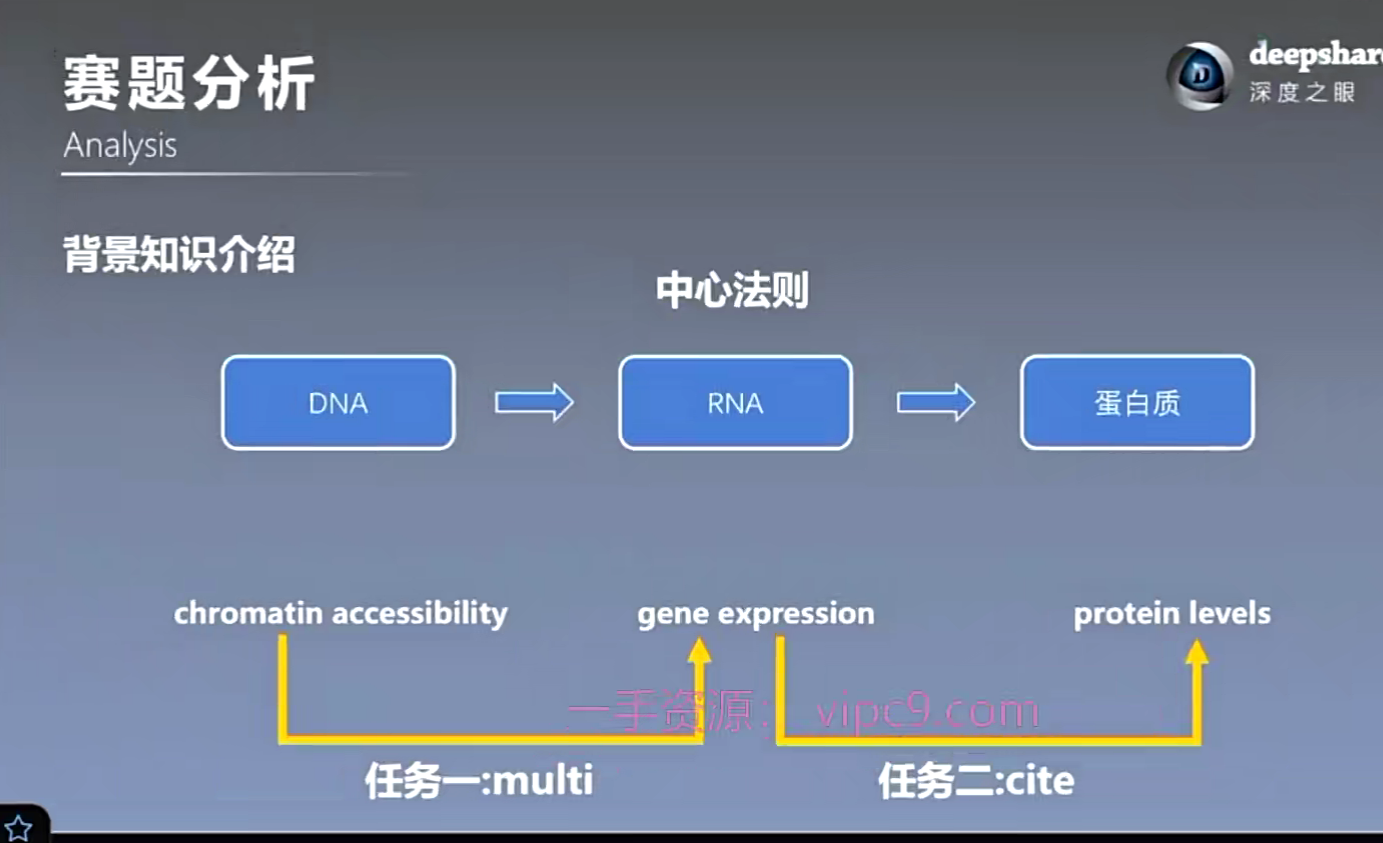 赛题分析
Analysis
deepshare
深度之眼
背景知识介绍
中心法则
DNA
RNA
蛋白质
chromatin accessibility
gene expression
protein levels
一手资源: vipc9.com
任务一:multi
任务二:cite